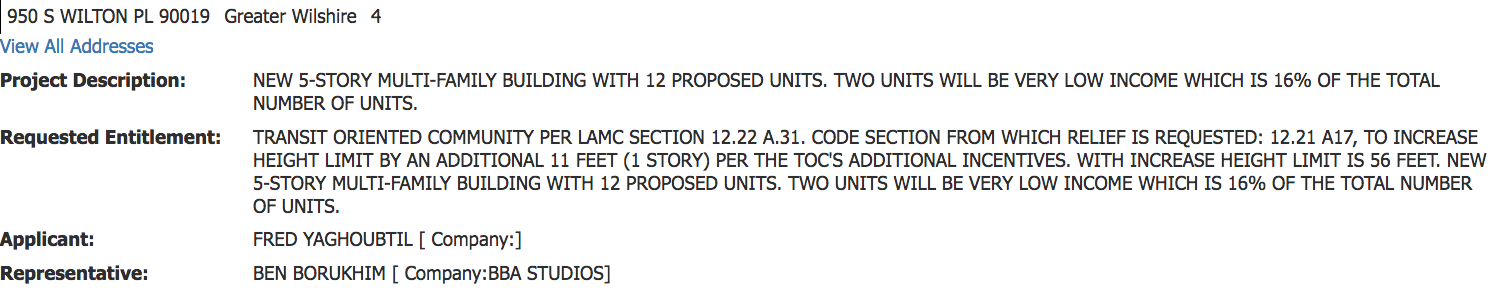 950 S WILTON PL 90019 Greater Wilshire 4
View All Addresses
Project Description: NEW 5-STORY MULTI-FAMILY BUILDING WITH 12 PROPOSED UNITS. TWO UNITS WILL BE VERY LOW INCOME WHICH IS 16% OF THE TOTAL
NUMBER OF UNITS.
Requested Entitlement: TRANSIT ORIENTED COMMUNITY PER LAMC SECTION 12.22 A.31. CODE SECTION FROM WHICH RELIEF IS REQUESTED: 12.21 A17, TO INCREASE
HEIGHT LIMIT BY AN ADDITIONAL 11 FEET (1 STORY) PER THE TOC'S ADDITIONAL INCENTIVES. WITH INCREASE HEIGHT LIMIT IS 56 FEET. NEW
5-STORY MULTI-FAMILY BUILDING WITH 12 PROPOSED UNITS. TWO UNITS WILL BE VERY LOW INCOME WHICH IS 16% OF THE TOTAL NUMBER
OF UNITS.
Applicant: FRED YAGHOUBTIL [ Company:]
Representative: BEN BORUKHIM [ Company:BBA STUDIOS]